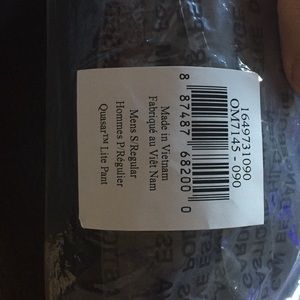 1649731090
OM7145 - 090
8 87487 68200 0
Made in Vietnam
Fabriqué au Viêt Nam
Mens S Regular
Hommes P Régulier
Quasar™ Lite Pant